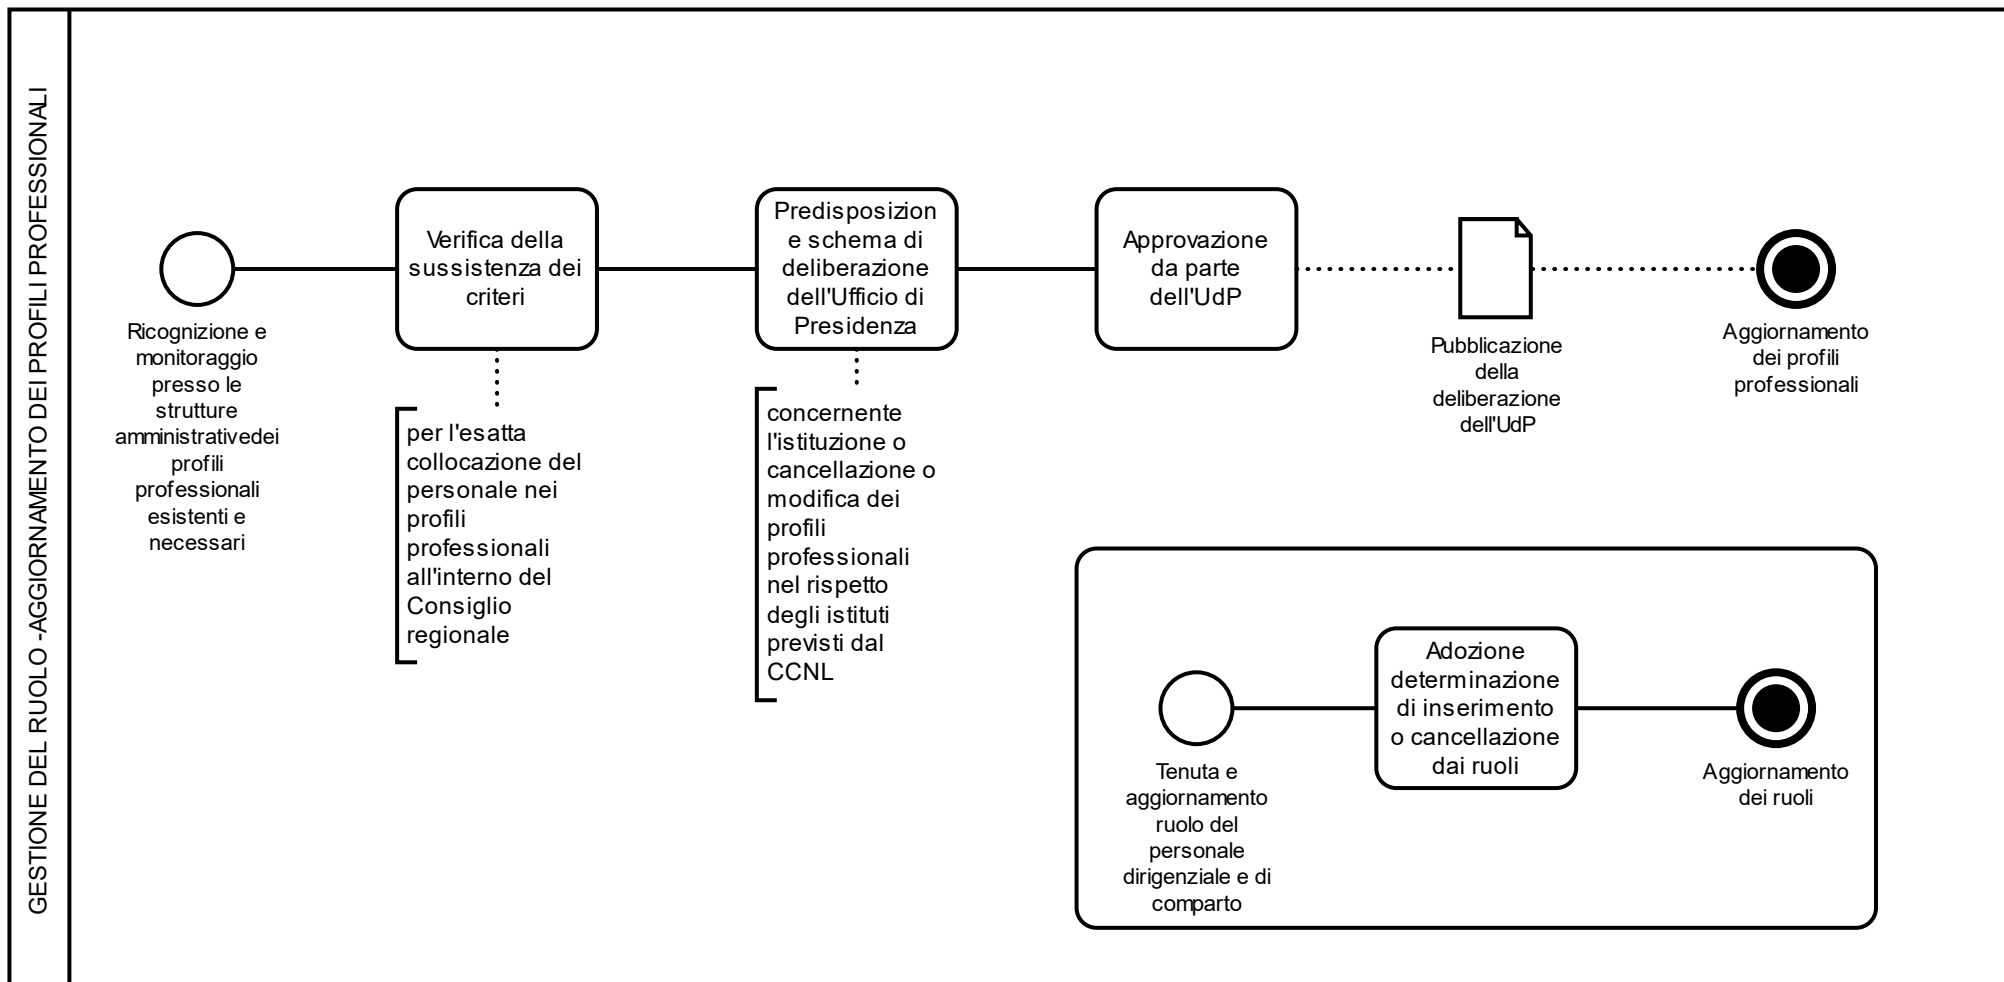 GESTIONE DEL RUOLO -AGGIORNAMENTO DEI PROFILI PROFESSIONALI
Ricognizione e
monitoraggio
presso le
strutture
amministrativedei
profili
professionali
esistenti e
necessari
Verifica della
sussistenza dei
criteri
per l'esatta
collocazione del
personale nei
profili
professionali
all'interno del
Consiglio
regionale
Predisposizion
e schema di
deliberazione
dell'Ufficio di
Presidenza
concernente
l'istituzione o
cancellazione o
modifica dei
profili
professionali
nel rispetto
degli istituti
previsti dal
CCNL
Approvazione
da parte
dell'UdP
Pubblicazione
della
deliberazione
dell'UdP
Aggiornamento
dei profili
professionali
Tenuta e
aggiornamento
ruolo del
personale
dirigenziale e di
comparto
Adozione
determinazione
di inserimento
o cancellazione
dai ruoli
Aggiornamento
dei ruoli